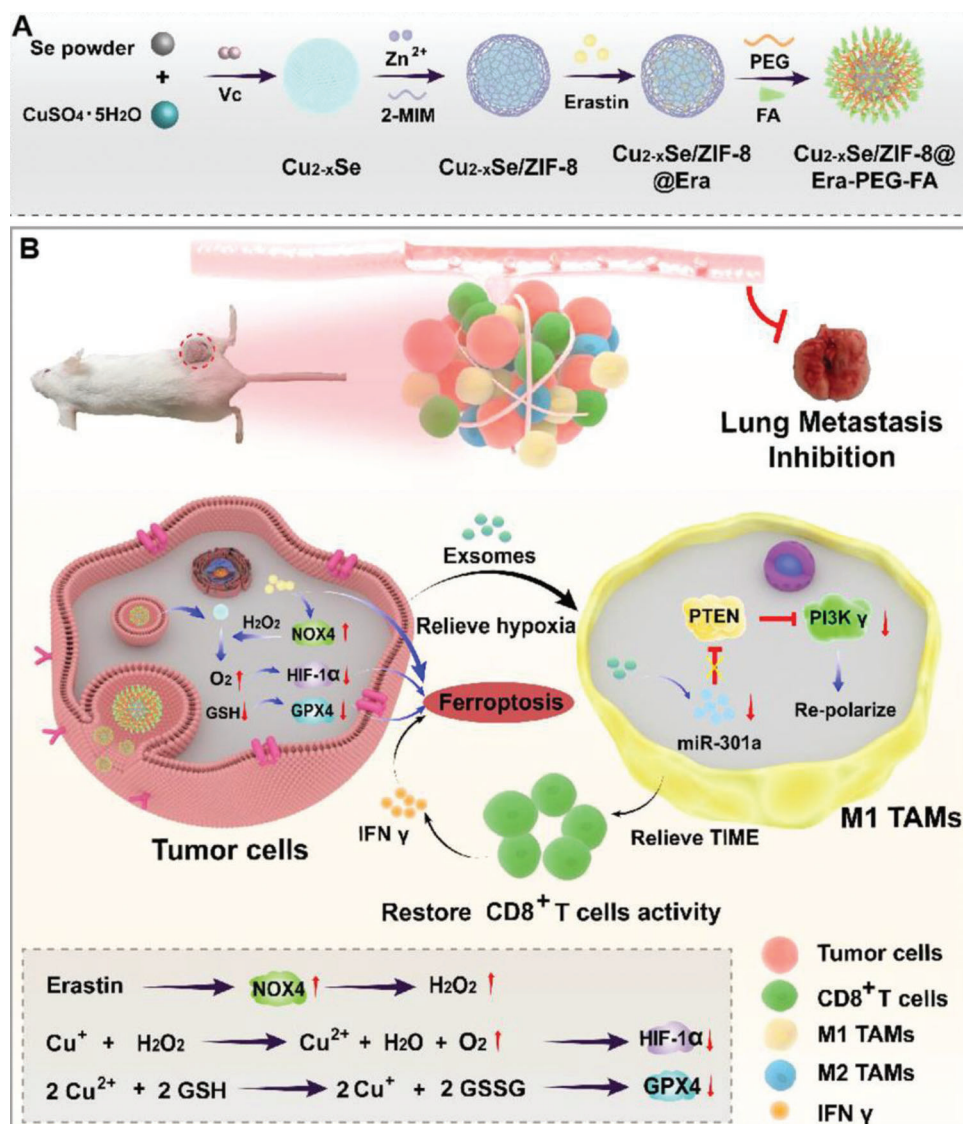 A
Se powder
+
CuSO4 · 5H2O
Vc
Cu2-xSe
Zn2+
2-MIM
Cu2-xSe/ZIF-8
Erastin
Cu2-xSe/ZIF-8
@Era
PEG
FA
Cu2-xSe/ZIF-8@
Era-PEG-FA
B
Lung Metastasis
Inhibition
H2O2
NOX4
O2
HIF-1α
GSH
GPX4
Tumor cells
Exsomes
Relieve hypoxia
Ferroptosis
IFN γ
PTEN
PI3K γ
Re-polarize
miR-301a
M1 TAMs
Relieve TIME
Restore CD8+ T cells activity
Erastin NOX4 H2O2
Cu+ + H2O2 Cu2+ + H2O + O2 HIF-1α
2 Cu2+ + 2 GSH 2 Cu+ + 2 GSSG GPX4
Tumor cells
CD8+ T cells
M1 TAMs
M2 TAMs
IFN γ